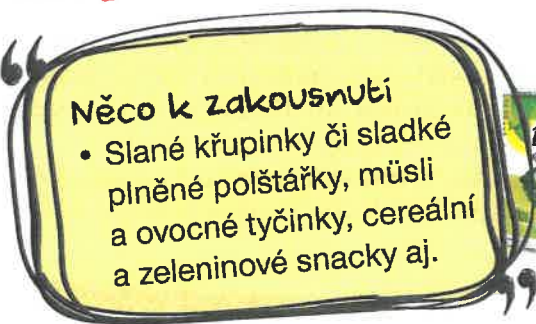 Něco k zakousnutí
• Slané křupinky či sladké
plněné polštářky, müsli
a ovocné tyčinky, cereální
a zeleninové snacky aj.